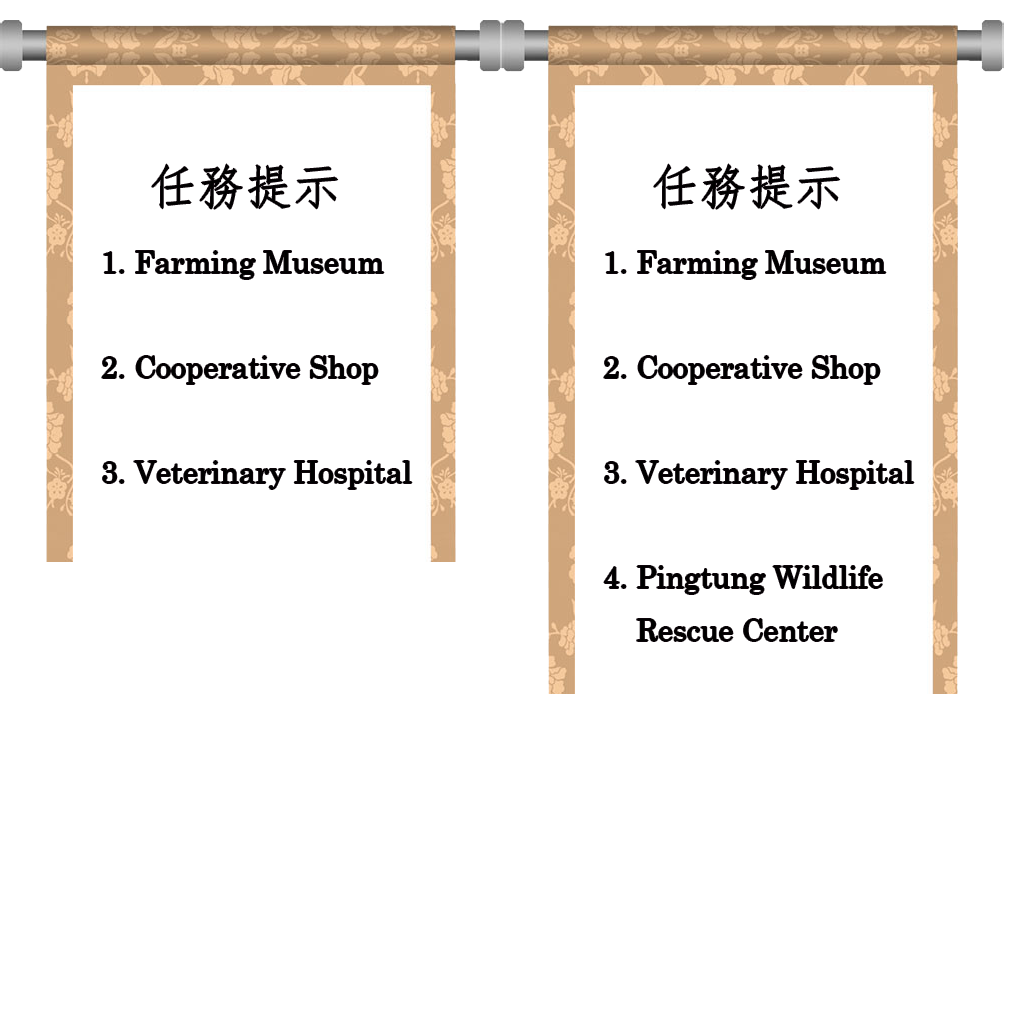 任務提示
1. Farming Museum
2. Cooperative Shop
3. Veterinary Hospital
任務提示
1. Farming Museum
2. Cooperative Shop
3. Veterinary Hospital
4. Pingtung Wildlife
Rescue Center